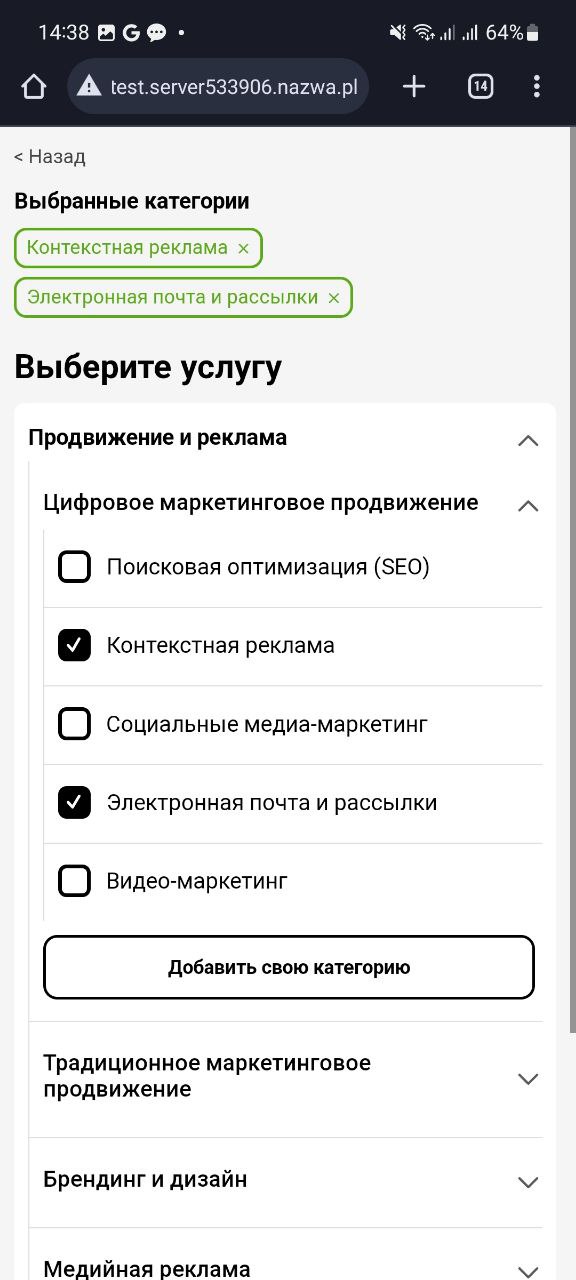 14:38
64%
test.server533906.nazwa.pl
14
< Назад
Выбранные категории
Контекстная реклама ×
Электронная почта и рассылки ×
Выберите услугу
Продвижение и реклама
Цифровое маркетинговое продвижение
Поисковая оптимизация (SEO)
Контекстная реклама
Социальные медиа-маркетинг
Электронная почта и рассылки
Видео-маркетинг
Добавить свою категорию
Традиционное маркетинговое
продвижение
Брендинг и дизайн
Медийная реклама